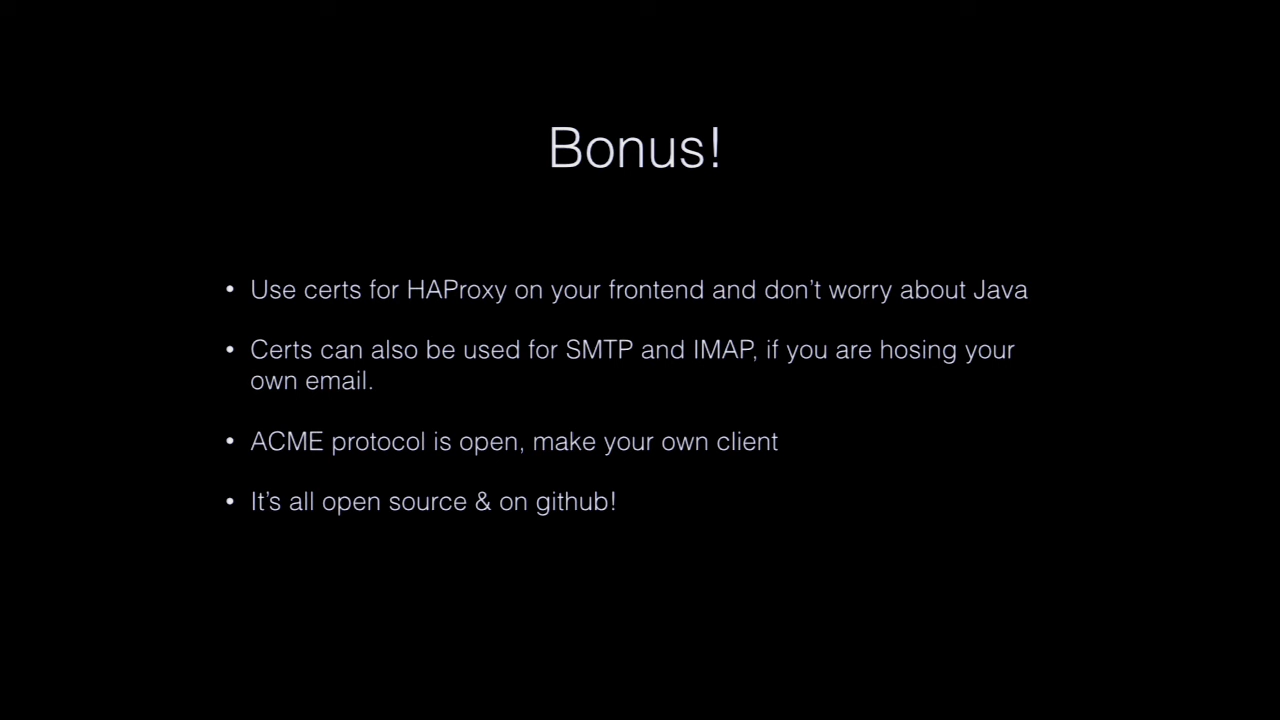 Bonus!
• Use certs for HAProxy on your frontend and don't worry about Java
• Certs can also be used for SMTP and IMAP, if you are hosing your
own email.
• ACME protocol is open, make your own client
• It's all open source & on github!